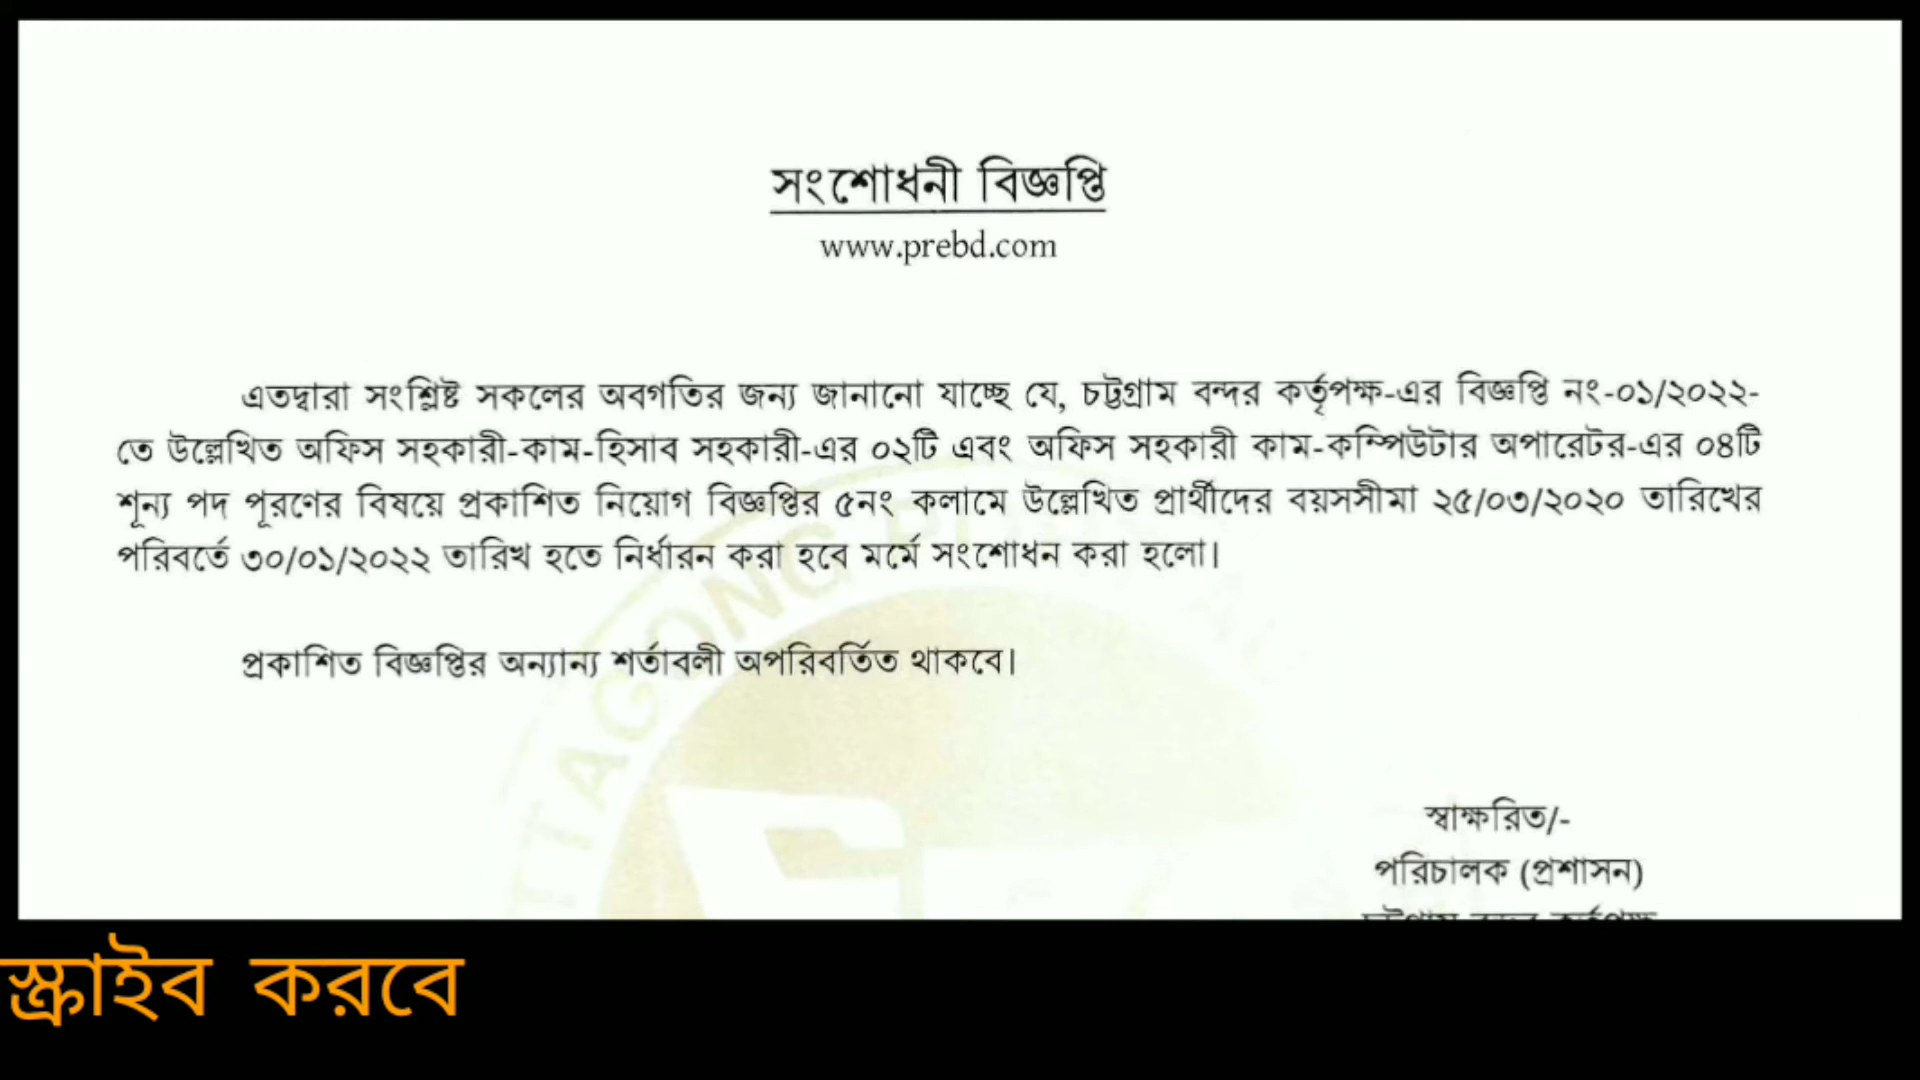 সংশোধনী বিজ্ঞপ্তি
www.prebd.com
এতদ্বারা সংশ্লিষ্ট সকলের অবগতির জন্য জানানো যাচ্ছে যে, চট্টগ্রাম বন্দর কর্তৃপক্ষ-এর বিজ্ঞপ্তি নং-০১/২০২২-
তে উল্লেখিত অফিস সহকারী-কাম-হিসাব সহকারী-এর ০২টি এবং অফিস সহকারী কাম-কম্পিউটার অপারেটর-এর ০৪টি
শূন্য পদ পূরণের বিষয়ে প্রকাশিত নিয়োগ বিজ্ঞপ্তির ৫নং কলামে উল্লেখিত প্রার্থীদের বয়সসীমা ২৫/০৩/২০২০ তারিখের
পরিবর্তে ৩০/০১/২০২২ তারিখ হতে নির্ধারন করা হবে মর্মে সংশোধন করা হলো।
প্রকাশিত বিজ্ঞপ্তির অন্যান্য শর্তাবলী অপরিবর্তিত থাকবে।
স্বাক্ষরিত/-
পরিচালক (প্রশাসন)
স্ক্রাইব করবে